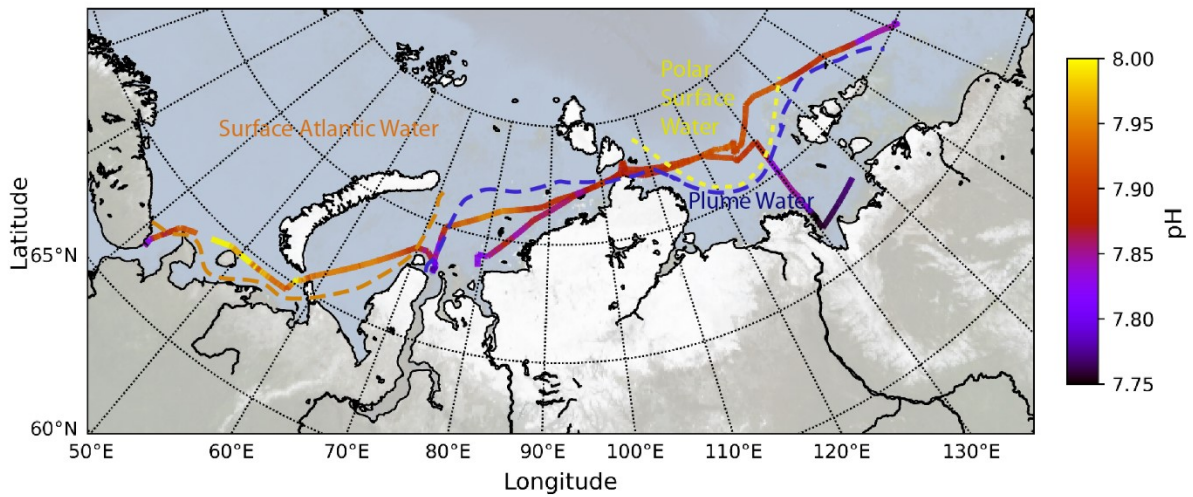 Surface Atlantic Water
Polar
Surface
Water
Plume Water
Latitude
65°N
60°N
50°E
60°E
70°E
80°E
90°E
100°E
110°E
120°E
130°E
Longitude
8.00
7.95
7.90
7.85
7.80
7.75
pH